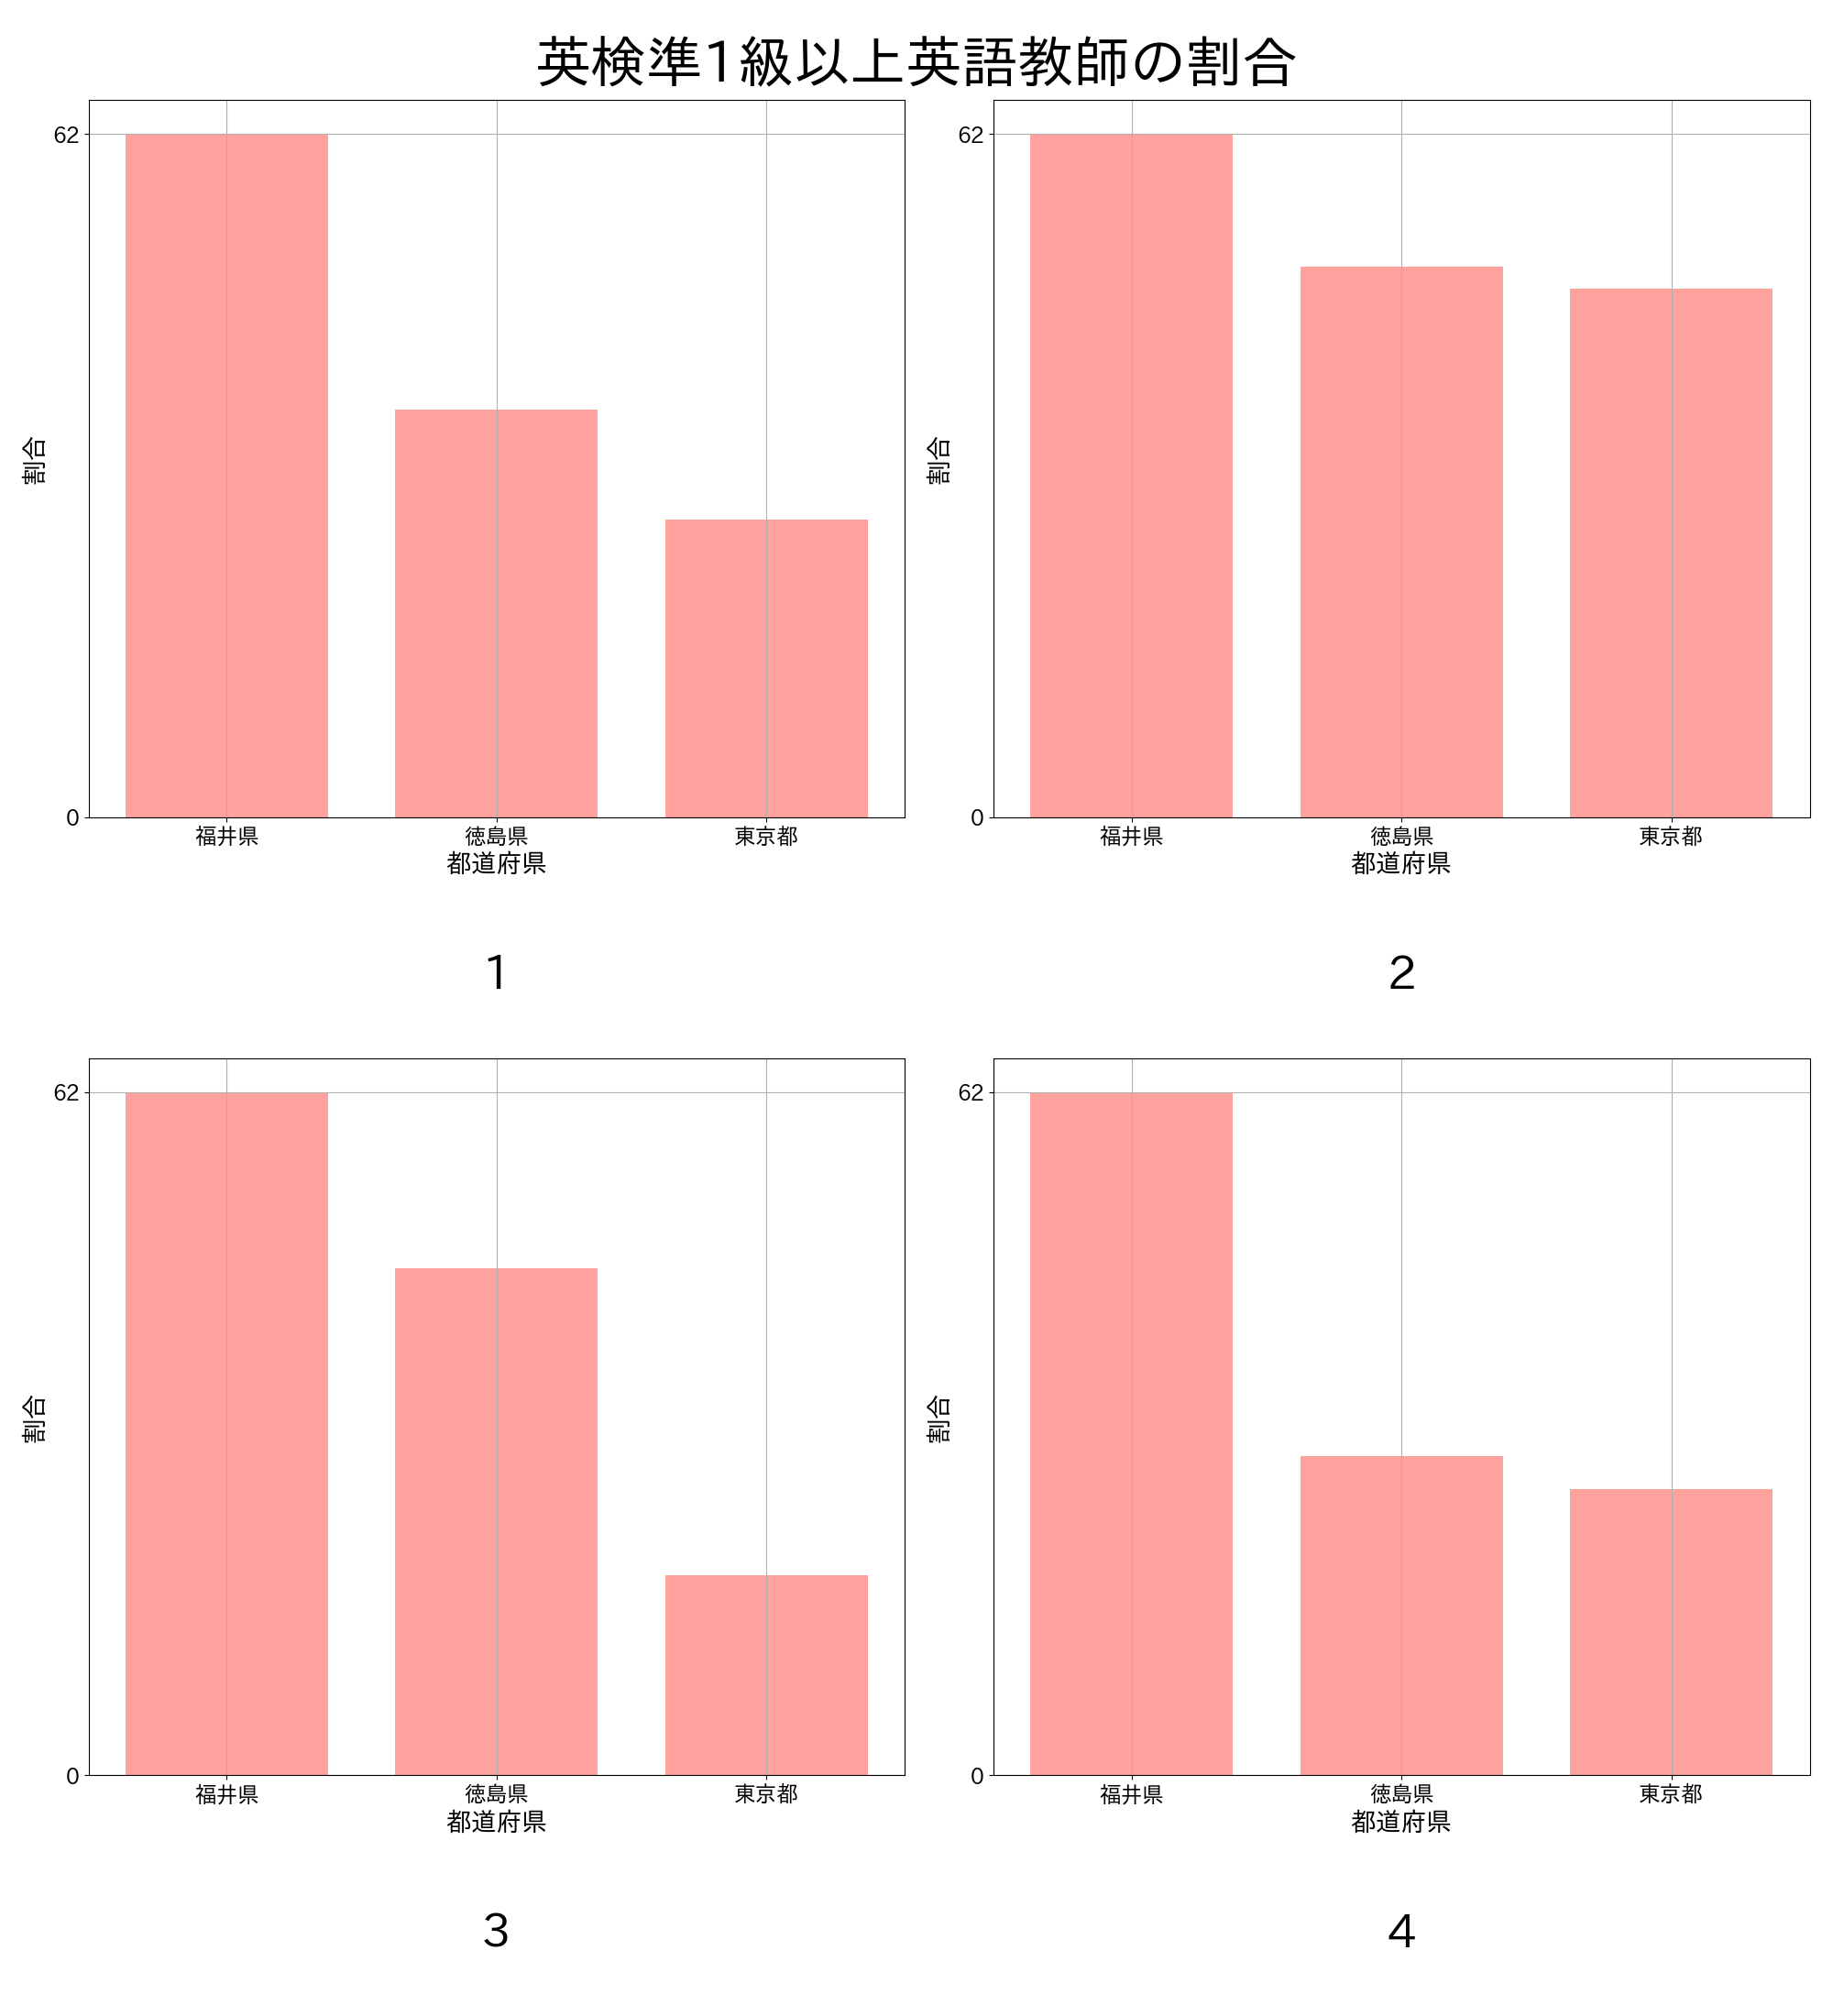 英検準1級以上英語教師の割合
62
0
割合
福井県 徳島県 東京都
都道府県
1
62
0
割合
福井県 徳島県 東京都
都道府県
2
62
0
割合
福井県 徳島県 東京都
都道府県
3
62
0
割合
福井県 徳島県 東京都
都道府県
4